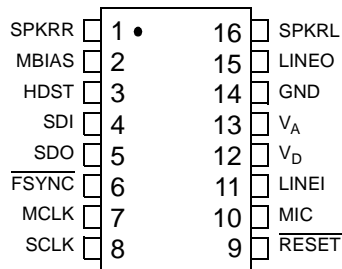 SPKRR 1 16 SPKRL
MBIAS 2 15 LINEO
HDST 3 14 GND
SDI 4 13 VA
SDO 5 12 VD
FSYNC 6 11 LINEI
MCLK 7 10 MIC
SCLK 8 9 RESET